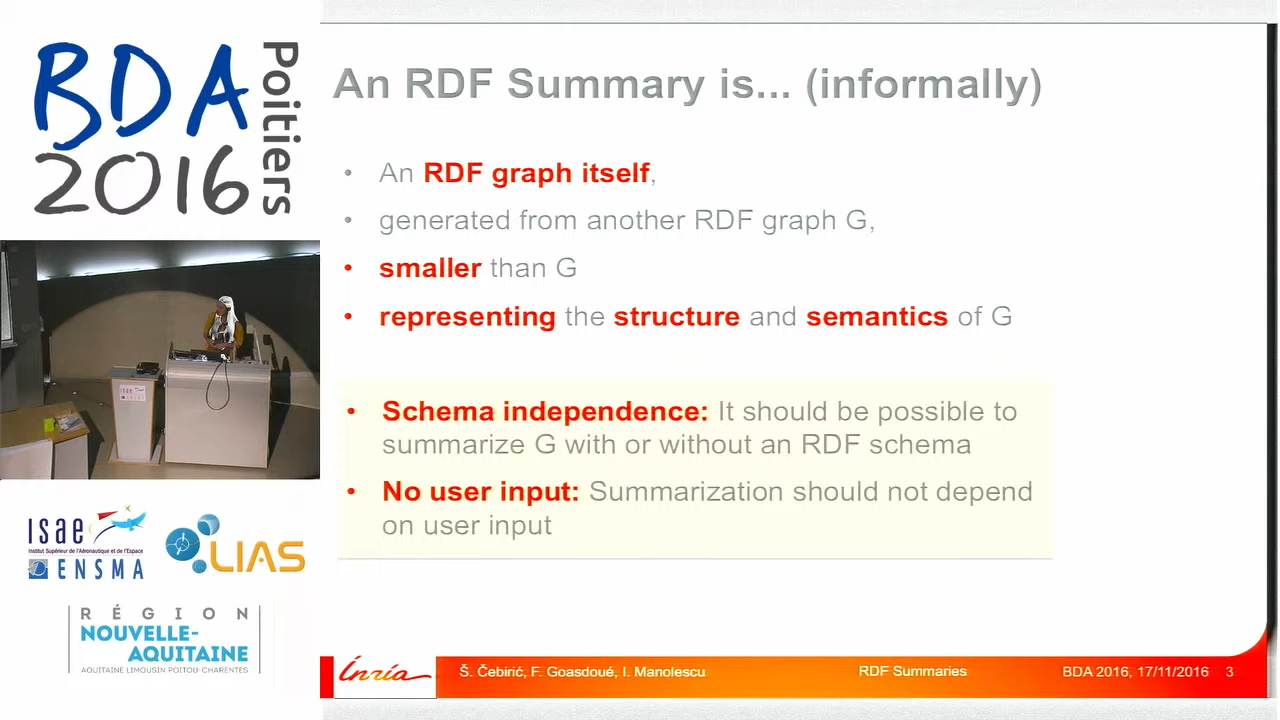 BDA
2016
Poitiers
An RDF Summary is... (informally)
• An RDF graph itself,
• generated from another RDF graph G,
• smaller than G
• representing the structure and semantics of G
• Schema independence: It should be possible to
summarize G with or without an RDF schema
• No user input: Summarization should not depend
on user input
isae
Institut Supérieur de l'Aéronautique et de l'Espace
ENSMA
LIAS
RÉGION
NOUVELLE-
AQUITAINE
AQUITAINE LIMOUSIN POITOU-CHARENTES
Inria
Š. Čebirić, F. Goasdoué, I. Manolescu
RDF Summaries
BDA 2016, 17/11/2016 3